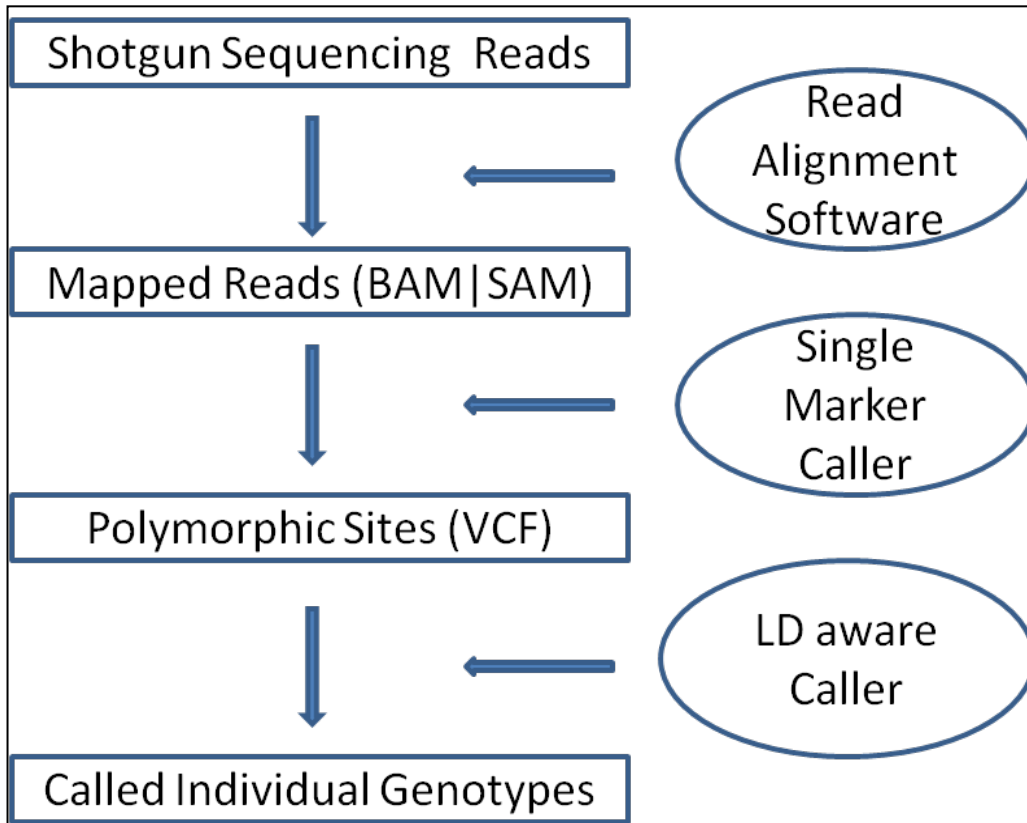 Shotgun Sequencing Reads
Read
Alignment
Software
Mapped Reads (BAM|SAM)
Single
Marker
Caller
Polymorphic Sites (VCF)
LD aware
Caller
Called Individual Genotypes